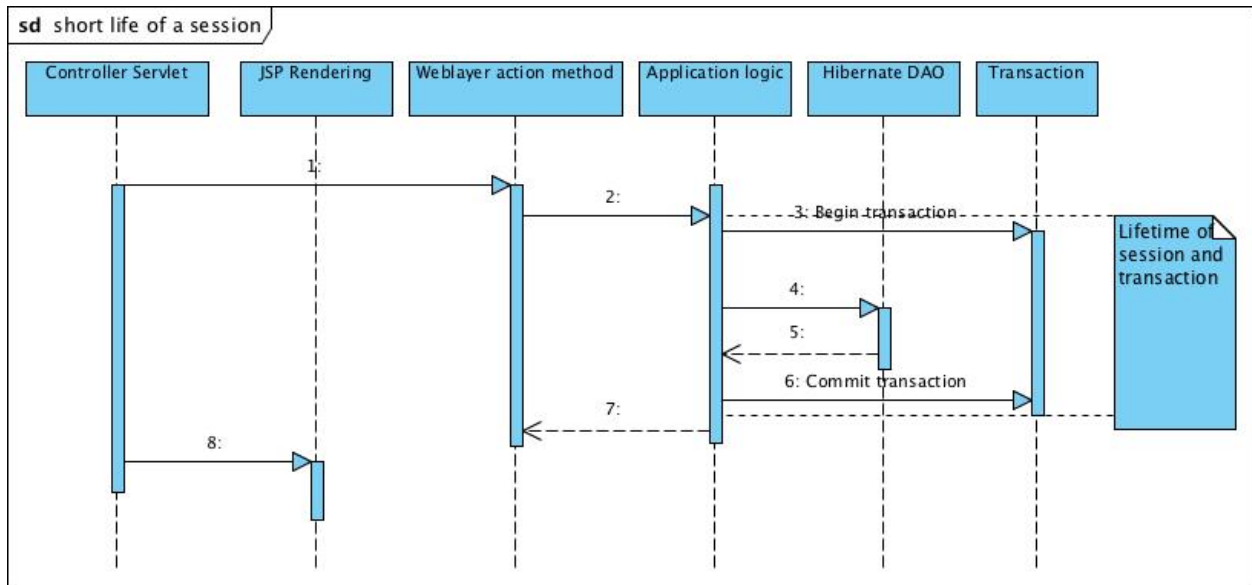 sd short life of a session
Controller Servlet
JSP Rendering
Weblayer action method
Application logic
Hibernate DAO
Transaction
1:
2:
3: Begin transaction
Lifetime of
session and
transaction
4:
5:
6: Commit transaction
7:
8: